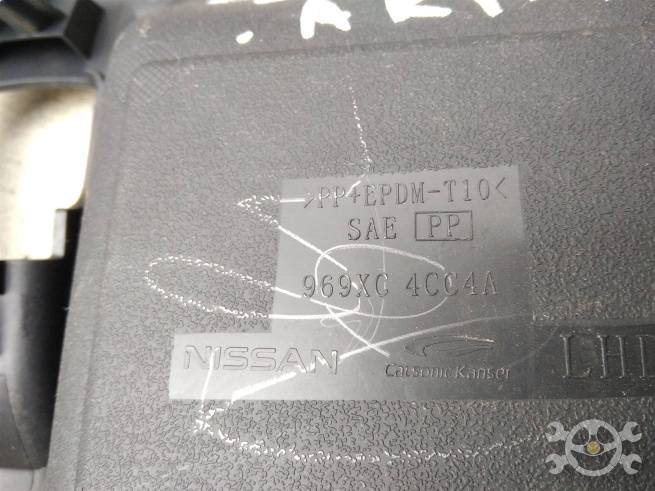 >PP+EPDM-T10<
SAE PP
969XC 4CC4A
NISSAN Calsonic Kansei LHD